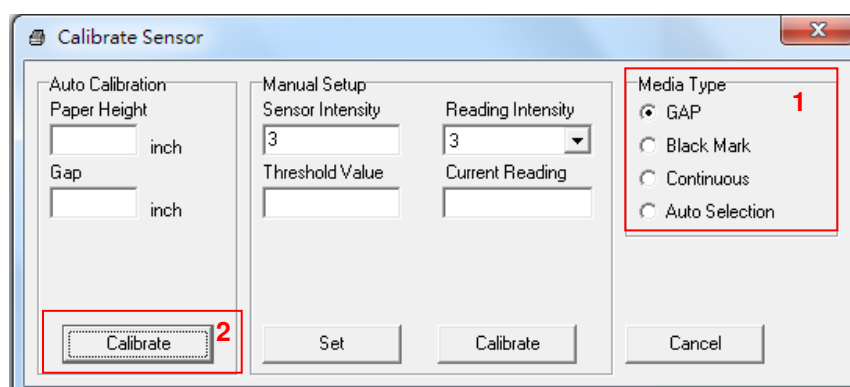 Calibrate Sensor
x
Auto Calibration
Paper Height
inch
Gap
inch
2
Calibrate
Manual Setup
Sensor Intensity Reading Intensity
3 3
Threshold Value Current Reading
Set Calibrate
Media Type
1
GAP
Black Mark
Continuous
Auto Selection
Cancel